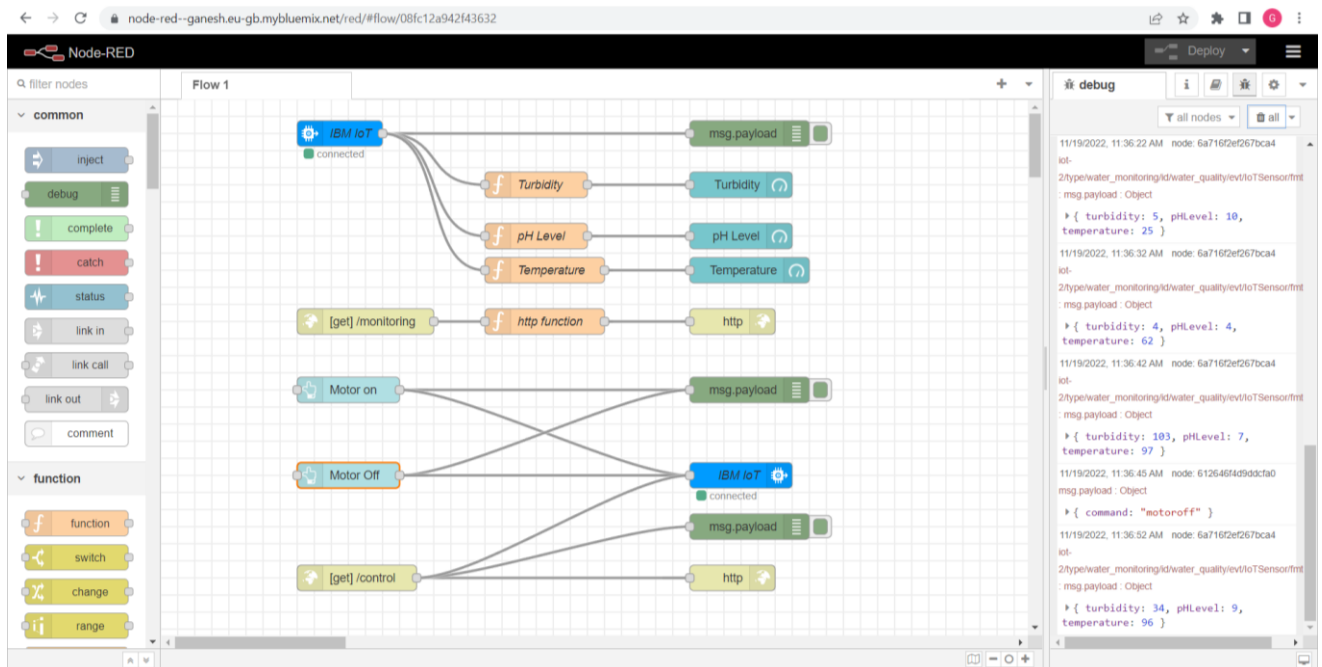 node-red--ganesh.eu-gb.mybluemix.net/red/#flow/08fc12a942f43632
G
Node-RED
Deploy
filter nodes
Flow 1
debug
i
all nodes
all
common
inject
debug
complete
catch
status
link in
link call
link out
comment
function
function
switch
change
range
IBM IoT
connected
msg.payload
Turbidity
Turbidity
pH Level
pH Level
Temperature
Temperature
[get] /monitoring
http function
http
Motor on
msg.payload
Motor Off
IBM IoT
connected
msg.payload
[get] /control
http
11/19/2022, 11:36:22 AM node: 6a716f2ef267bca4
iot-
2/type/water_monitoring/id/water_quality/evt/IoTSensor/fmt
: msg.payload : Object
{ turbidity: 5, pHLevel: 10,
temperature: 25 }
11/19/2022, 11:36:32 AM node: 6a716f2ef267bca4
iot-
2/type/water_monitoring/id/water_quality/evt/IoTSensor/fmt
: msg.payload : Object
{ turbidity: 4, pHLevel: 4,
temperature: 62 }
11/19/2022, 11:36:42 AM node: 6a716f2ef267bca4
iot-
2/type/water_monitoring/id/water_quality/evt/IoTSensor/fmt
: msg.payload : Object
{ turbidity: 103, pHLevel: 7,
temperature: 97 }
11/19/2022, 11:36:45 AM node: 612646f4d9ddcfa0
msg.payload : Object
{ command: "motoroff" }
11/19/2022, 11:36:52 AM node: 6a716f2ef267bca4
iot-
2/type/water_monitoring/id/water_quality/evt/IoTSensor/fmt
: msg.payload : Object
{ turbidity: 34, pHLevel: 9,
temperature: 96 }